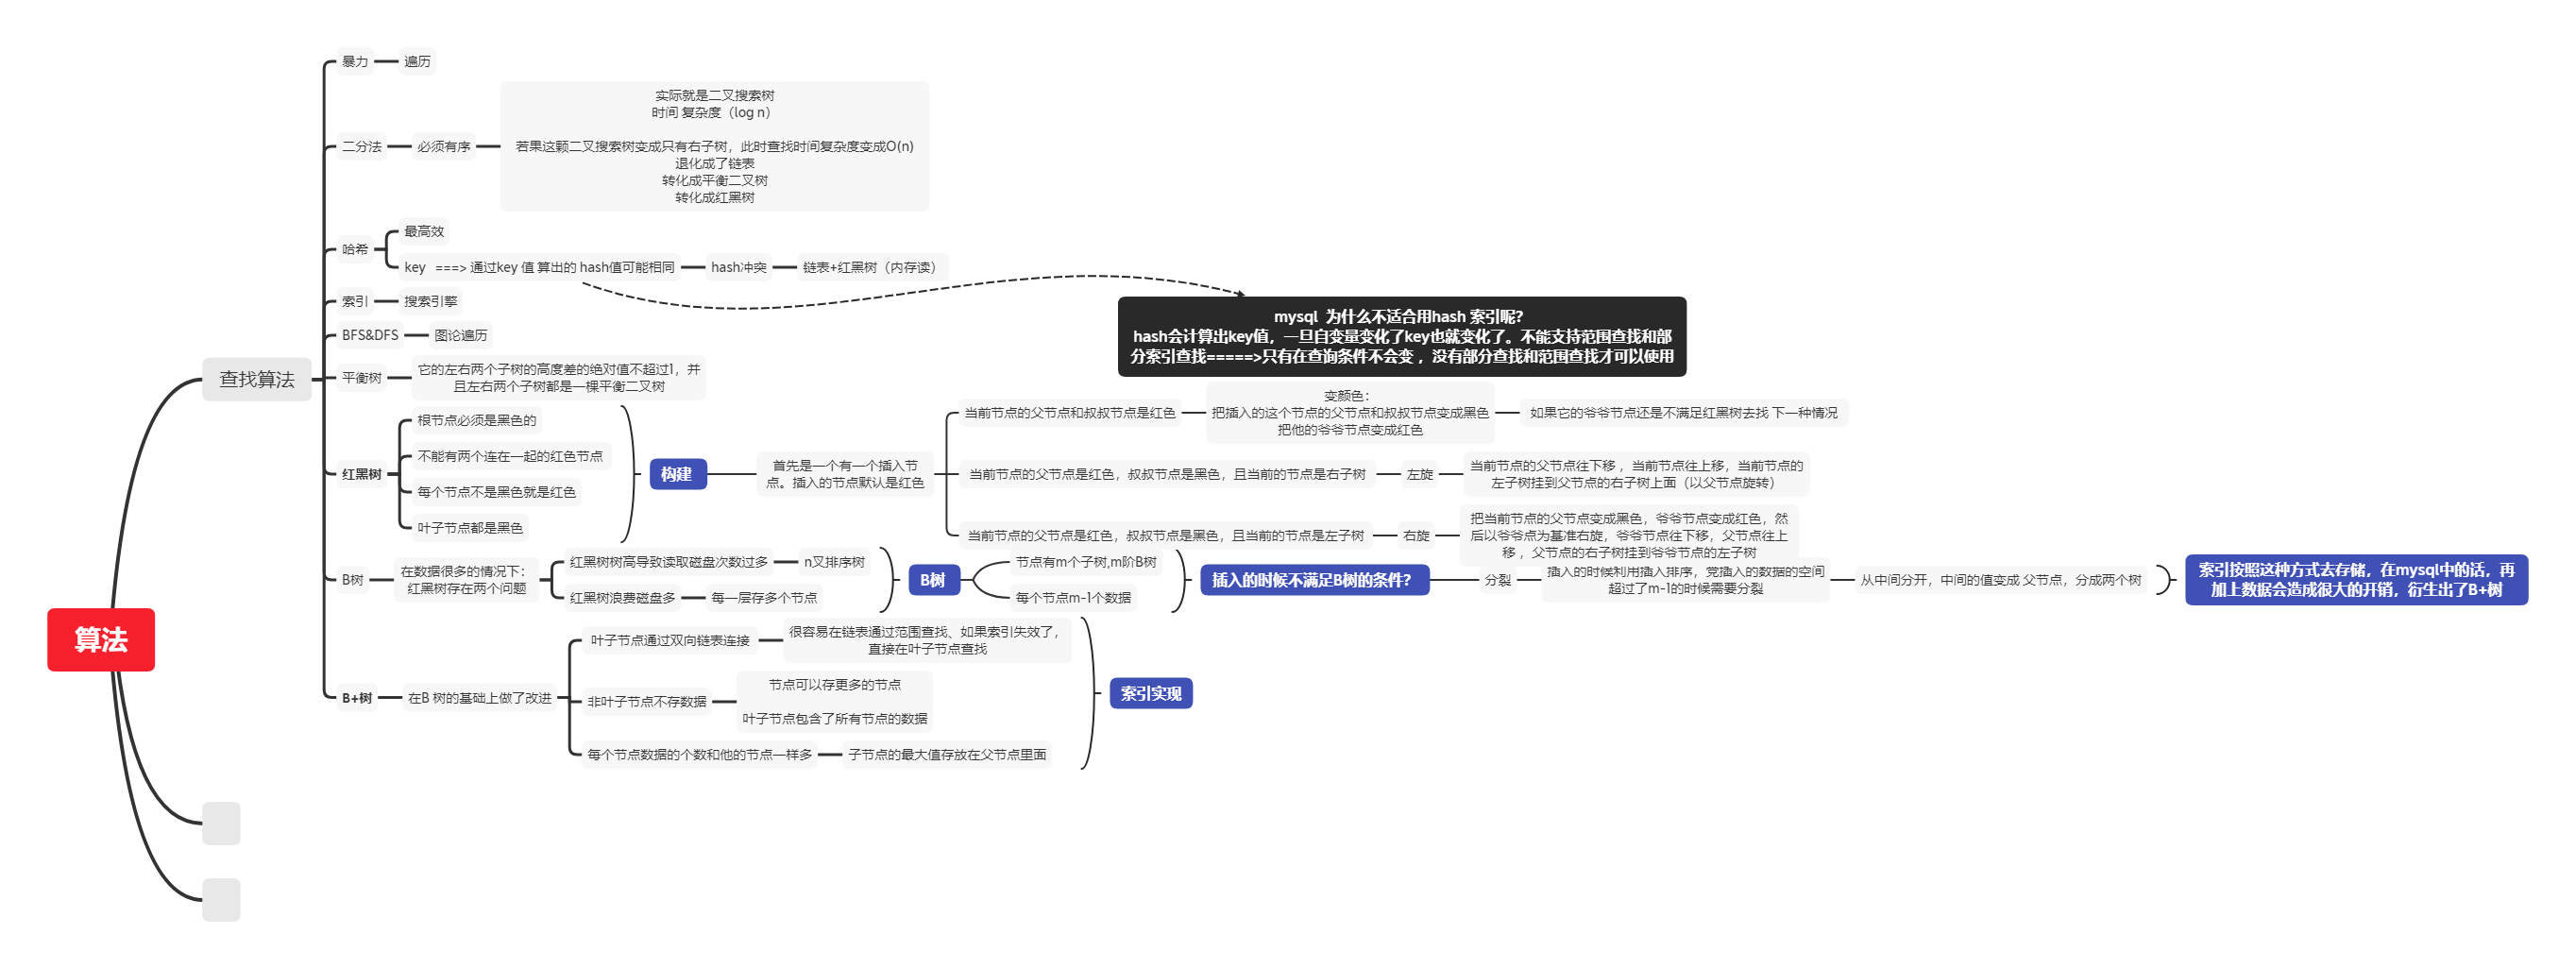 算法
查找算法
暴力
遍历
二分法
必须有序
实际就是二叉搜索树
时间 复杂度（log n）
若果这颗二叉搜索树变成只有右子树，此时查找时间复杂度变成O(n)
退化成了链表
转化成平衡二叉树
转化成红黑树
哈希
最高效
key ===> 通过key 值 算出的 hash值可能相同
hash冲突
链表+红黑树（内存读）
mysql 为什么不适合用hash 索引呢？
hash会计算出key值，一旦自变量变化了key也就变化了。不能支持范围查找和部
分索引查找=====>只有在查询条件不会变 ，没有部分查找和范围查找才可以使用
索引
搜索引擎
BFS&DFS
图论遍历
平衡树
它的左右两个子树的高度差的绝对值不超过1，并
且左右两个子树都是一棵平衡二叉树
红黑树
根节点必须是黑色的
不能有两个连在一起的红色节点
每个节点不是黑色就是红色
叶子节点都是黑色
构建
首先是一个有一个插入节
点。插入的节点默认是红色
当前节点的父节点和叔叔节点是红色
变颜色：
把插入的这个节点的父节点和叔叔节点变成黑色
把他的爷爷节点变成红色
如果它的爷爷节点还是不满足红黑树去找 下一种情况
当前节点的父节点是红色，叔叔节点是黑色，且当前的节点是右子树
左旋
当前节点的父节点往下移 ，当前节点往上移，当前节点的
左子树挂到父节点的右子树上面（以父节点旋转）
当前节点的父节点是红色，叔叔节点是黑色，且当前的节点是左子树
右旋
把当前节点的父节点变成黑色，爷爷节点变成红色，然
后以爷爷点为基准右旋，爷爷节点往下移，父节点往上
移 ，父节点的右子树挂到爷爷节点的左子树
B树
在数据很多的情况下：
红黑树存在两个问题
红黑树树高导致读取磁盘次数过多
n叉排序树
红黑树浪费磁盘多
每一层存多个节点
B树
节点有m个子树,m阶B树
每个节点m-1个数据
插入的时候不满足B树的条件？
分裂
插入的时候利用插入排序，党插入的数据的空间
超过了m-1的时候需要分裂
从中间分开，中间的值变成 父节点，分成两个树
索引按照这种方式去存储，在mysql中的话，再
加上数据会造成很大的开销，衍生出了B+树
B+树
在B 树的基础上做了改进
叶子节点通过双向链表连接
很容易在链表通过范围查找、如果索引失效了，
直接在叶子节点查找
非叶子节点不存数据
节点可以存更多的节点
叶子节点包含了所有节点的数据
每个节点数据的个数和他的节点一样多
子节点的最大值存放在父节点里面
索引实现